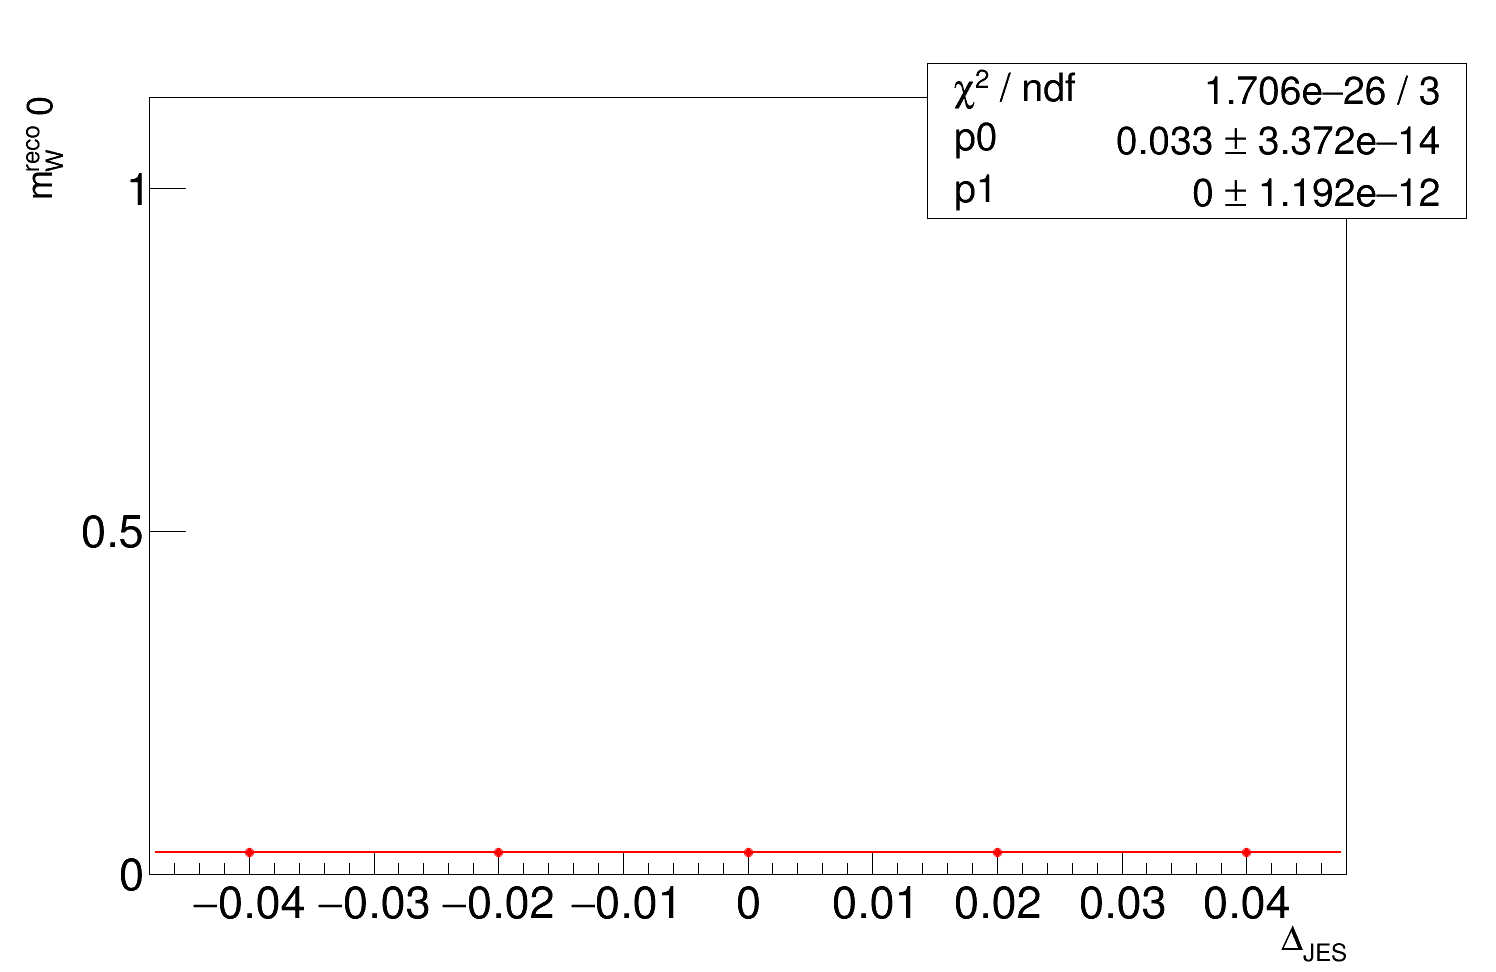 m_W^reco 0
χ² / ndf 1.706e−26 / 3
p0 0.033 ± 3.372e−14
p1 0 ± 1.192e−12
1
0.5
0
−0.04 −0.03 −0.02 −0.01 0 0.01 0.02 0.03 0.04
Δ_JES